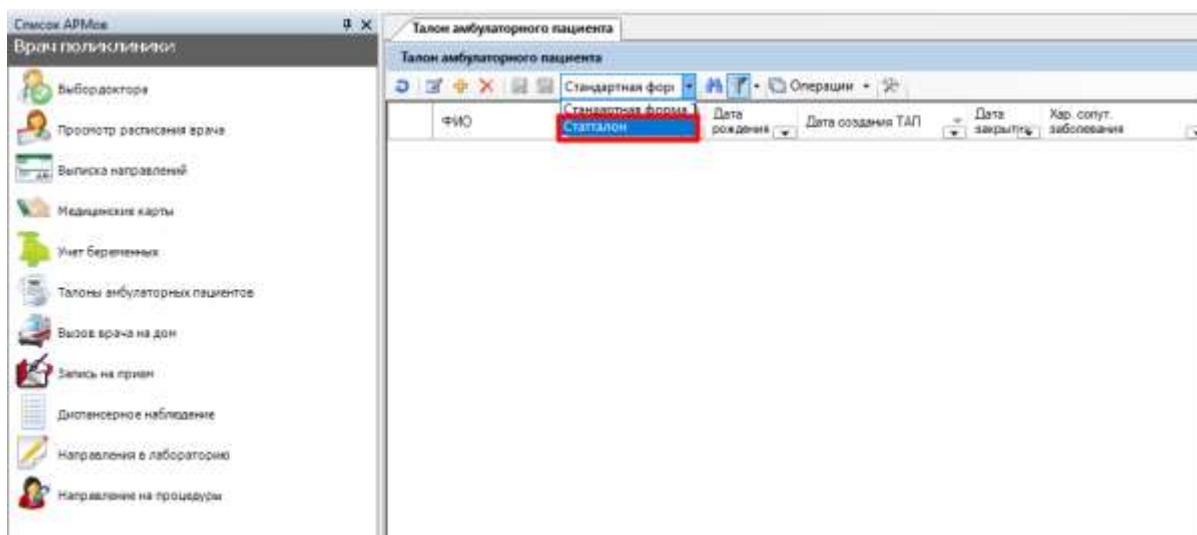 Список АРМов
Врач поликлиники
Выбор доктора
Просмотр расписания врача
Выписка направлений
Медицинские карты
Учет беременных
Талоны амбулаторных пациентов
Вызов врача на дом
Запись на прием
Диспансерное наблюдение
Направления в лабораторию
Направление на процедуры
Талон амбулаторного пациента
Талон амбулаторного пациента
Стандартная форм
Операции
Стандартная форма
Статталон
ФИО
Дата рождения
Дата создания ТАП
Дата закрытия
Хар. сопут. заболевания